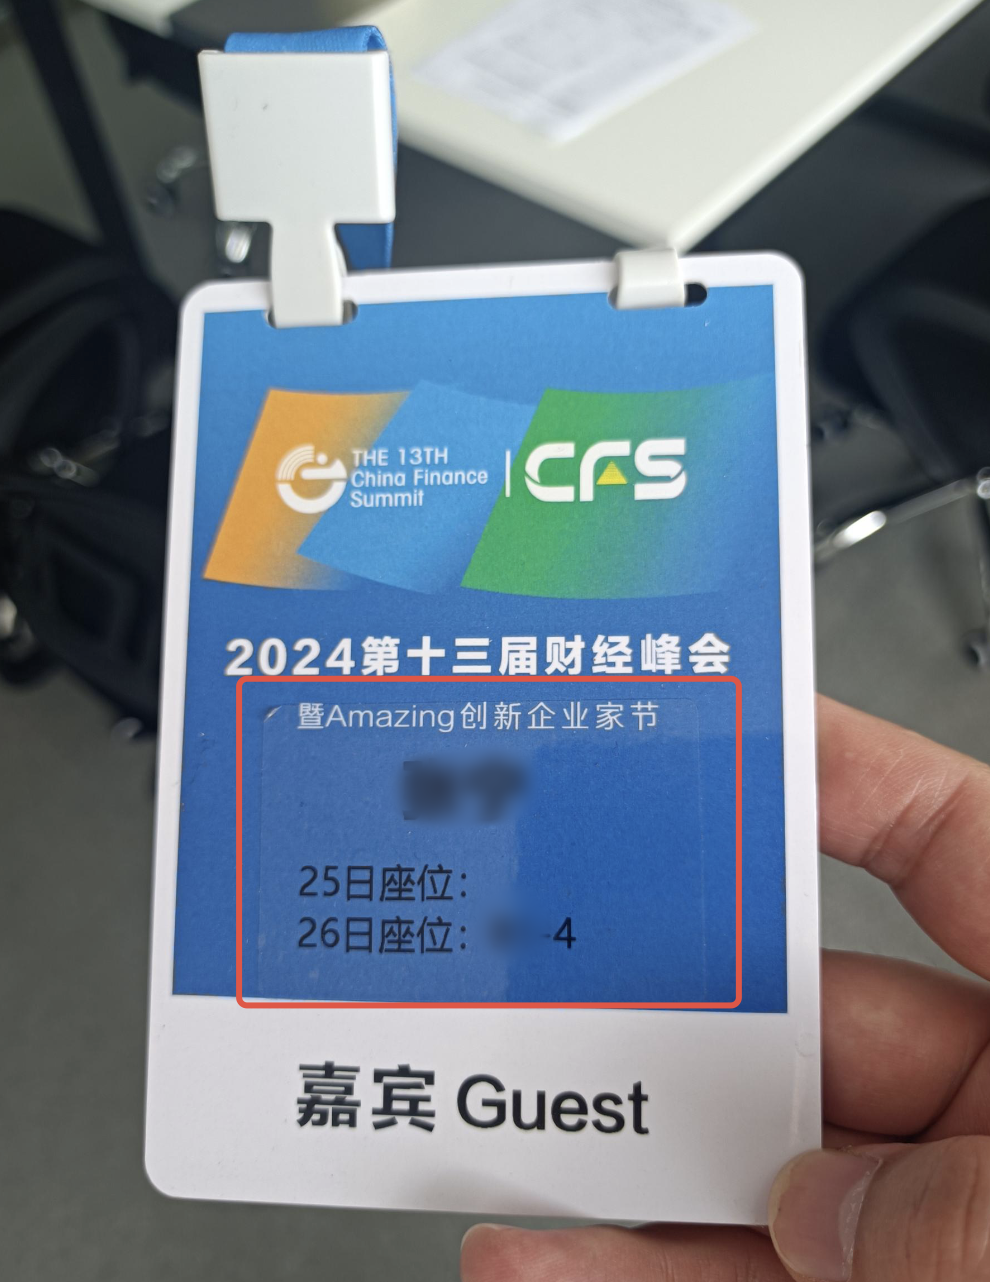 THE 13TH
China Finance
Summit
CFS
2024第十三届财经峰会
暨Amazing创新企业家节
25日座位：
26日座位： -4
嘉宾 Guest